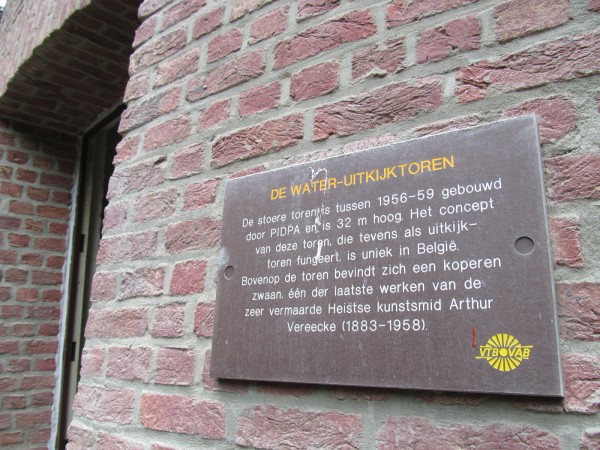 DE WATER-UITKIJKTOREN
De stoere toren is tussen 1956-59 gebouwd
door PIDPA en is 32 m hoog. Het concept
van deze toren, die tevens als uitkijk-
toren fungeert, is uniek in België.
Bovenop de toren bevindt zich een koperen
zwaan, één der laatste werken van de
zeer vermaarde Heistse kunstsmid Arthur
Vereecke (1883-1958).
VTB VAB